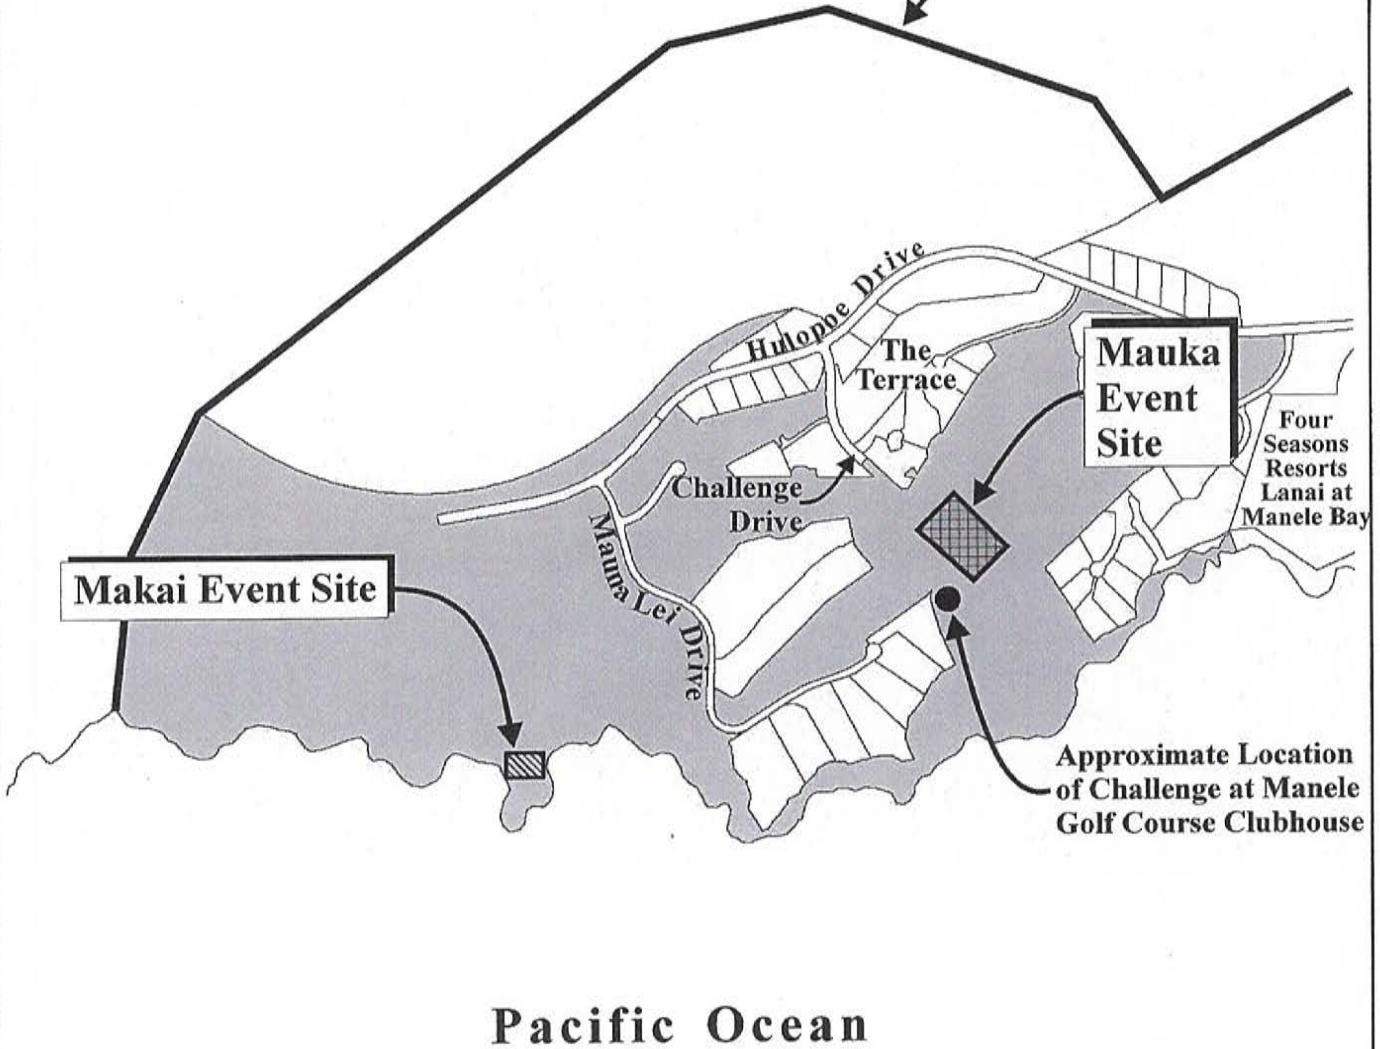 Hulopoe Drive
The
Terrace
Mauka
Event
Site
Four
Seasons
Resorts
Lanai at
Manele Bay
Challenge
Drive
Mauna Lei Drive
Makai Event Site
Approximate Location
of Challenge at Manele
Golf Course Clubhouse
Pacific Ocean